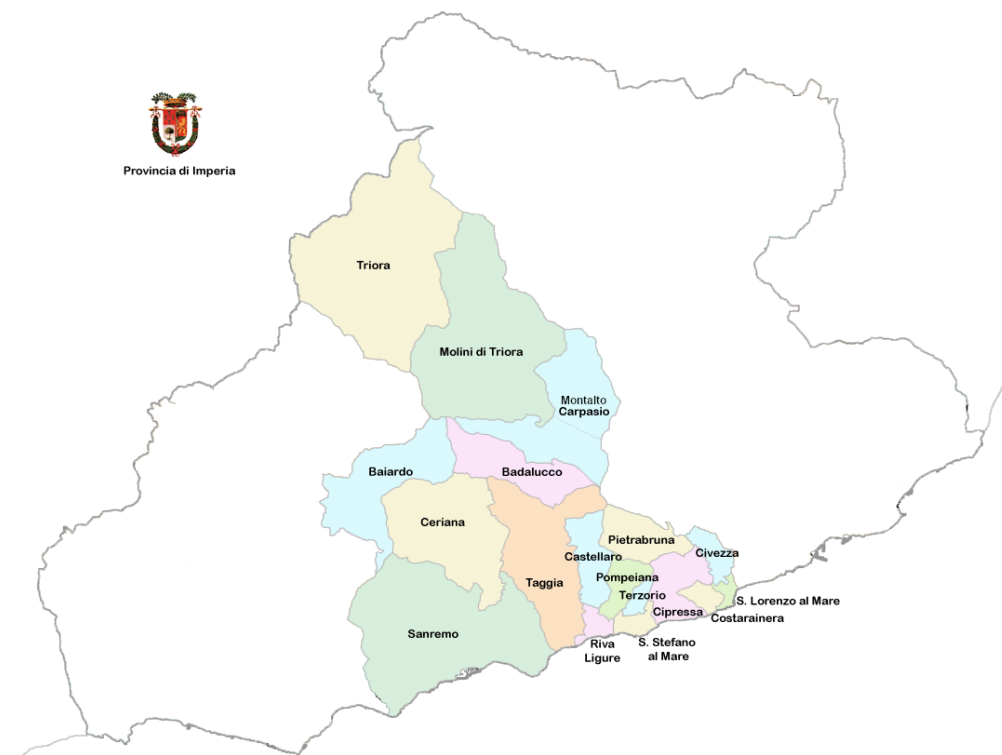 Provincia di Imperia
Triora
Molini di Triora
Montalto
Carpasio
Baiardo
Badalucco
Ceriana
Pietrabruna
Castellaro
Civezza
Taggia
Pompeiana
Terzorio
S. Lorenzo al Mare
Cipressa
Costarainera
Sanremo
Riva
Ligure
S. Stefano
al Mare